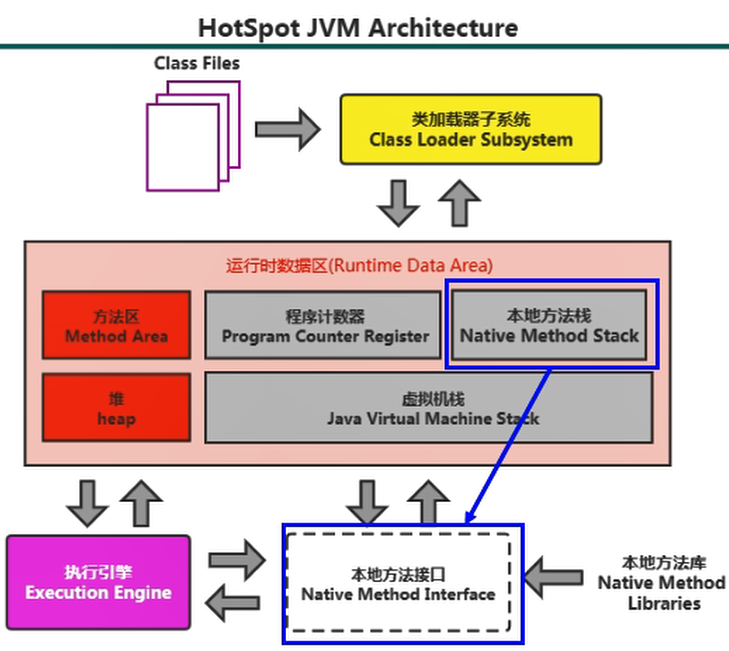 HotSpot JVM Architecture
Class Files
类加载器子系统
Class Loader Subsystem
运行时数据区(Runtime Data Area)
方法区
Method Area
程序计数器
Program Counter Register
本地方法栈
Native Method Stack
堆
heap
虚拟机栈
Java Virtual Machine Stack
执行引擎
Execution Engine
本地方法接口
Native Method Interface
本地方法库
Native Method
Libraries